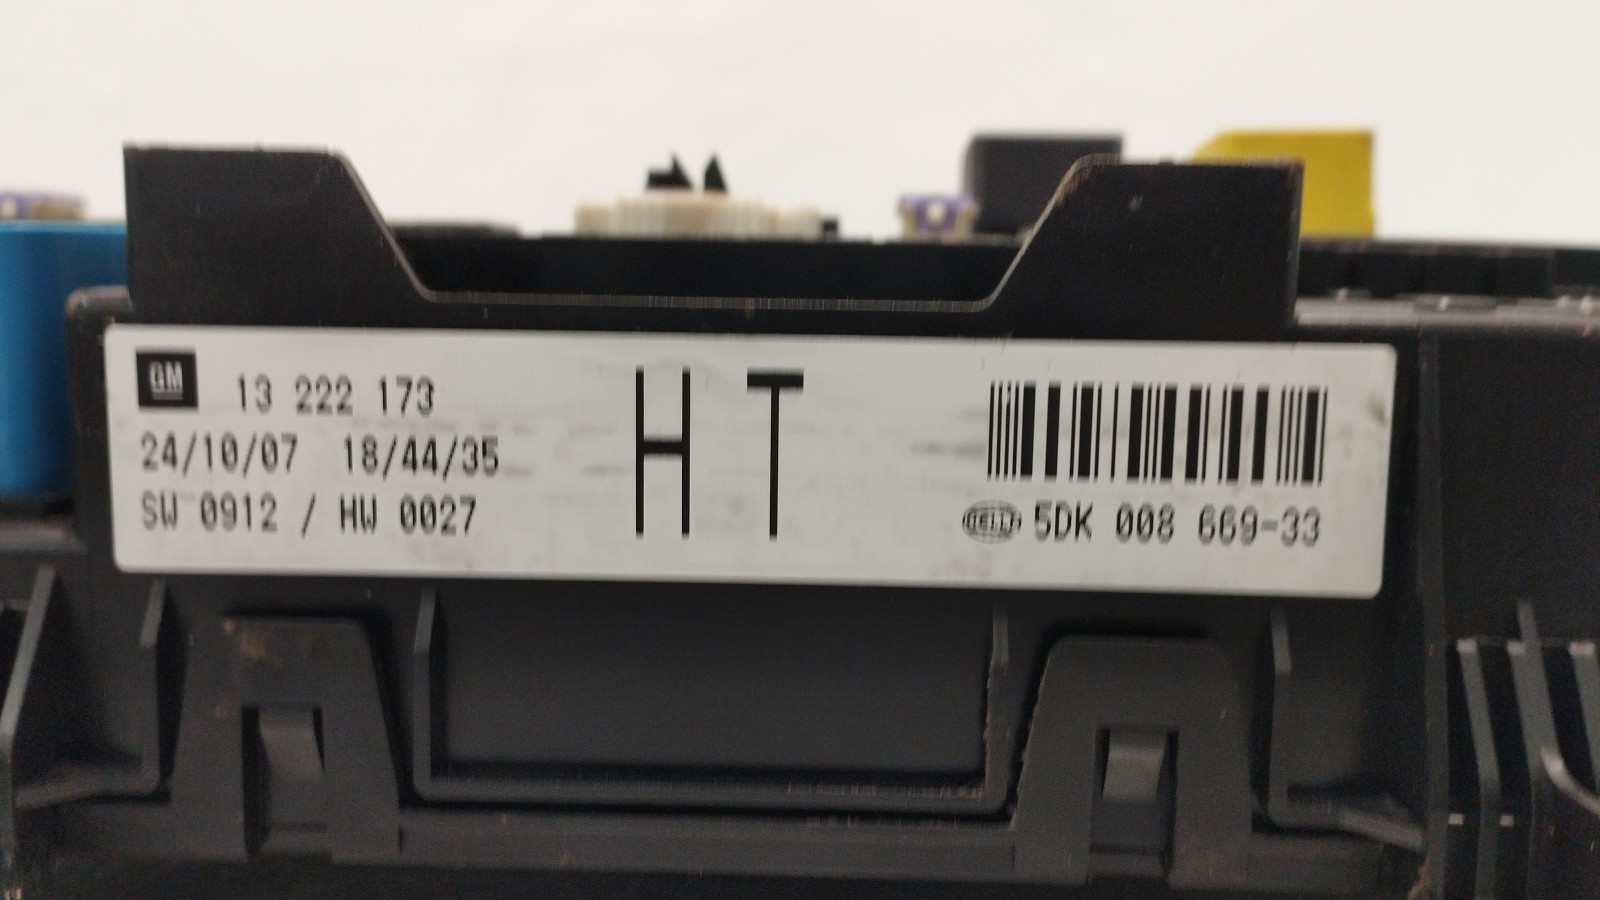 GM 13 222 173
24/10/07 18/44/35
SW 0912 / HW 0027
HT
HELLA 5DK 008 669-33